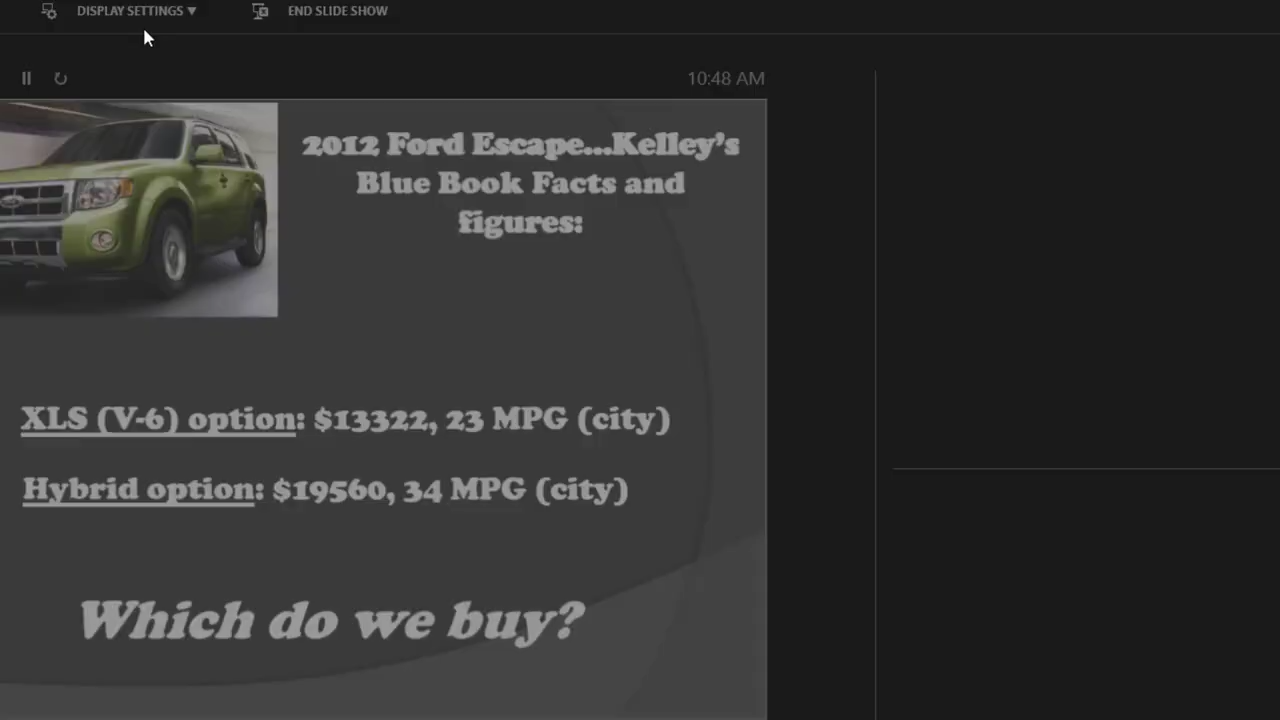 DISPLAY SETTINGS ▼ END SLIDE SHOW
10:48 AM
2012 Ford Escape...Kelley's
Blue Book Facts and
figures:
XLS (V-6) option: $13322, 23 MPG (city)
Hybrid option: $19560, 34 MPG (city)
Which do we buy?